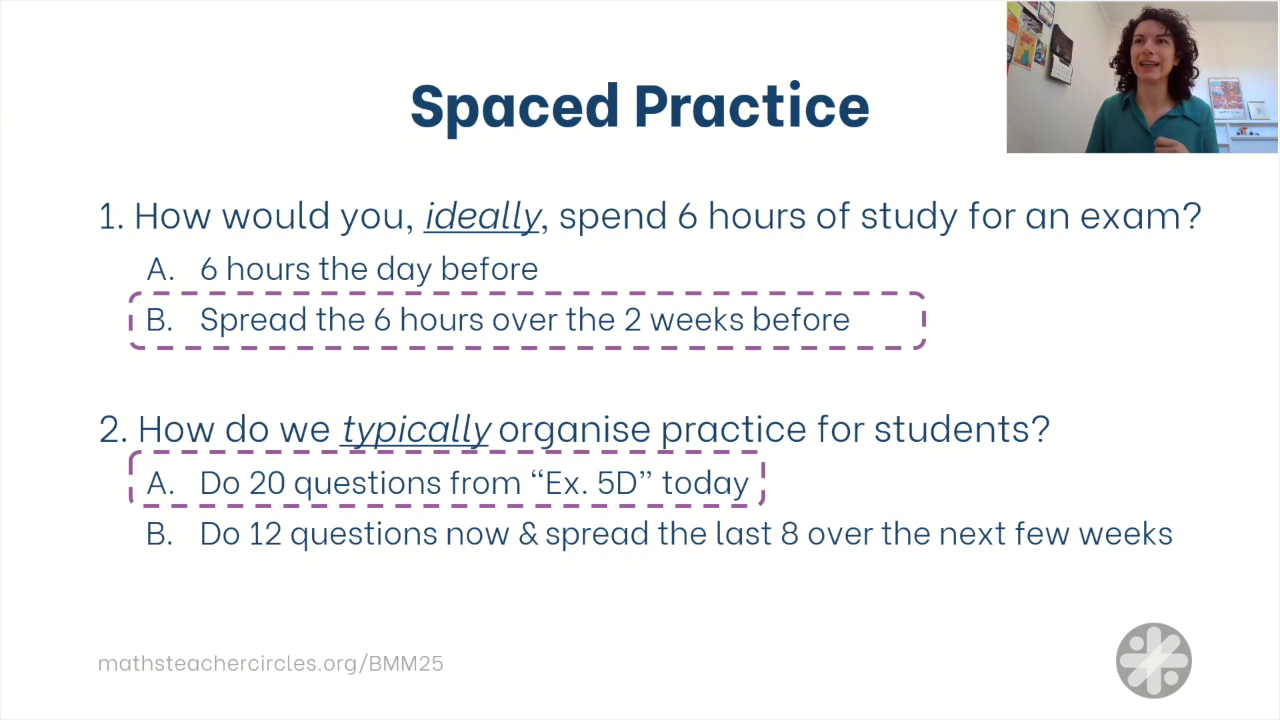 Spaced Practice
1. How would you, ideally, spend 6 hours of study for an exam?
A. 6 hours the day before
B. Spread the 6 hours over the 2 weeks before
2. How do we typically organise practice for students?
A. Do 20 questions from “Ex. 5D” today
B. Do 12 questions now & spread the last 8 over the next few weeks
mathsteachercircles.org/BMM25